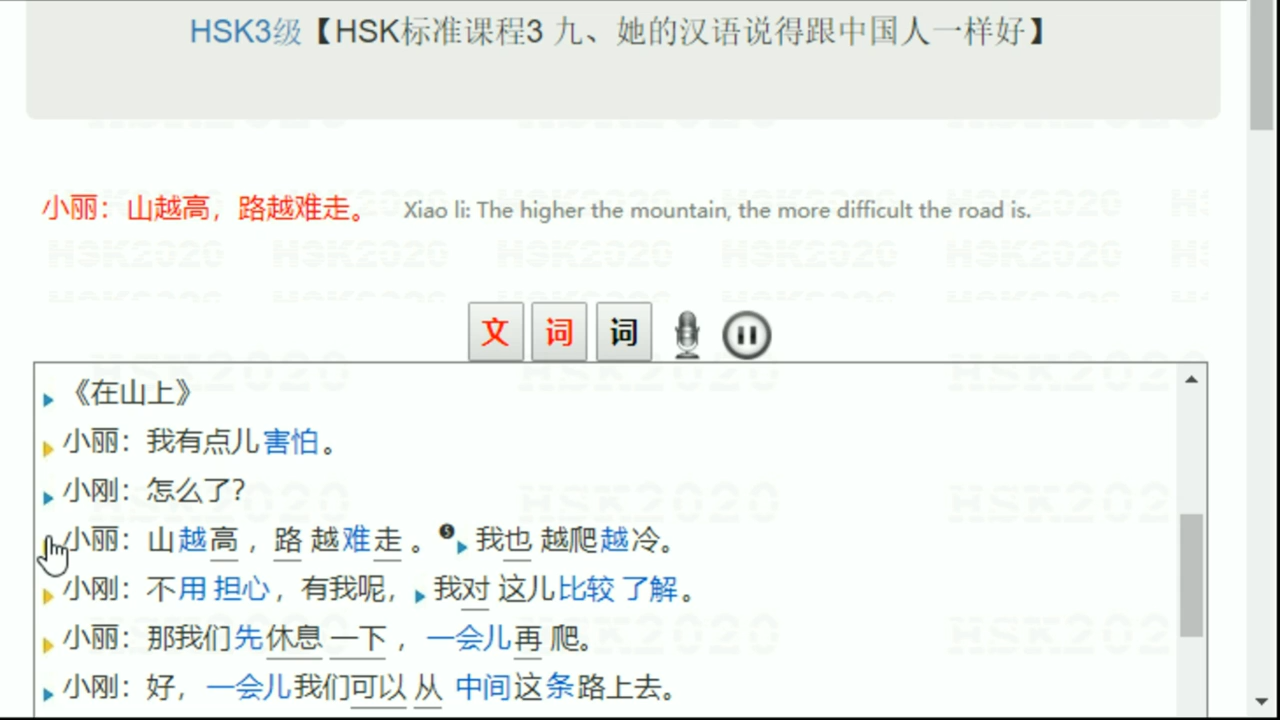 HSK3级【HSK标准课程3 九、她的汉语说得跟中国人一样好】
小丽：山越高，路越难走。 Xiao li: The higher the mountain, the more difficult the road is.
文 词 词
《在山上》
小丽：我有点儿害怕。
小刚：怎么了?
小丽：山越高，路越难走。❺我也越爬越冷。
小刚：不用担心，有我呢，我对这儿比较了解。
小丽：那我们先休息一下，一会儿再爬。
小刚：好，一会儿我们可以从中间这条路上去。